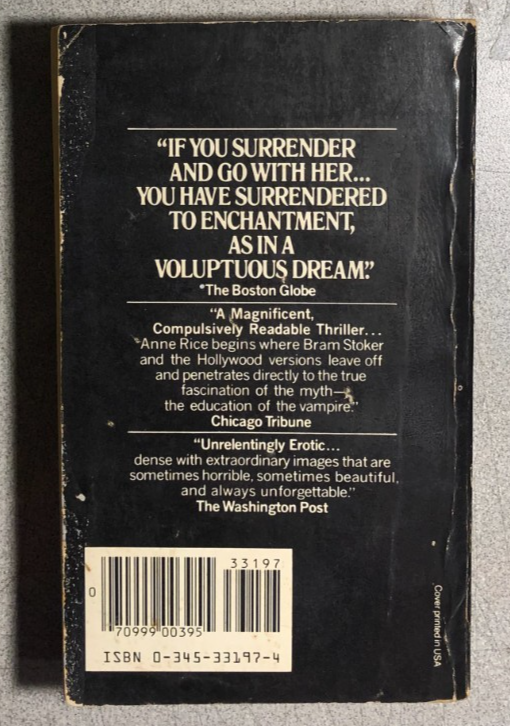 “IF YOU SURRENDER
AND GO WITH HER...
YOU HAVE SURRENDERED
TO ENCHANTMENT,
AS IN A
VOLUPTUOUS DREAM.”
*The Boston Globe
“A Magnificent,
Compulsively Readable Thriller...
Anne Rice begins where Bram Stoker
and the Hollywood versions leave off
and penetrates directly to the true
fascination of the myth—
the education of the vampire.”
Chicago Tribune
“Unrelentingly Erotic...
dense with extraordinary images that are
sometimes horrible, sometimes beautiful,
and always unforgettable.”
The Washington Post
33197
0
70999 00395
ISBN 0-345-33197-4
Cover printed in USA